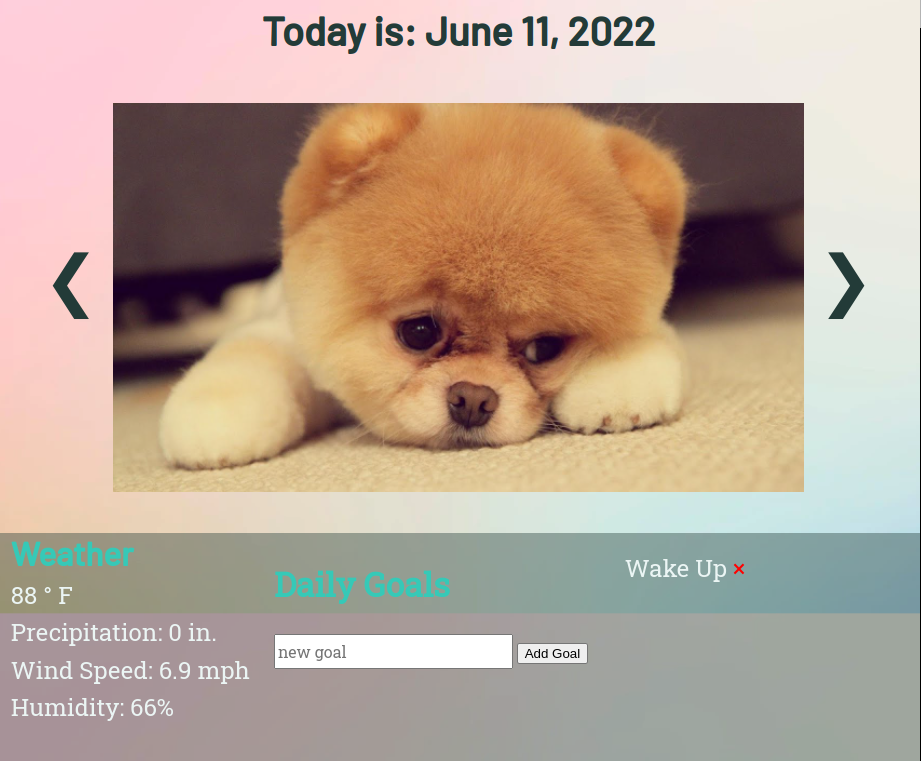 Today is: June 11, 2022
❮
❯
Weather
88 ° F
Precipitation: 0 in.
Wind Speed: 6.9 mph
Humidity: 66%
Daily Goals
new goal
Add Goal
Wake Up ×